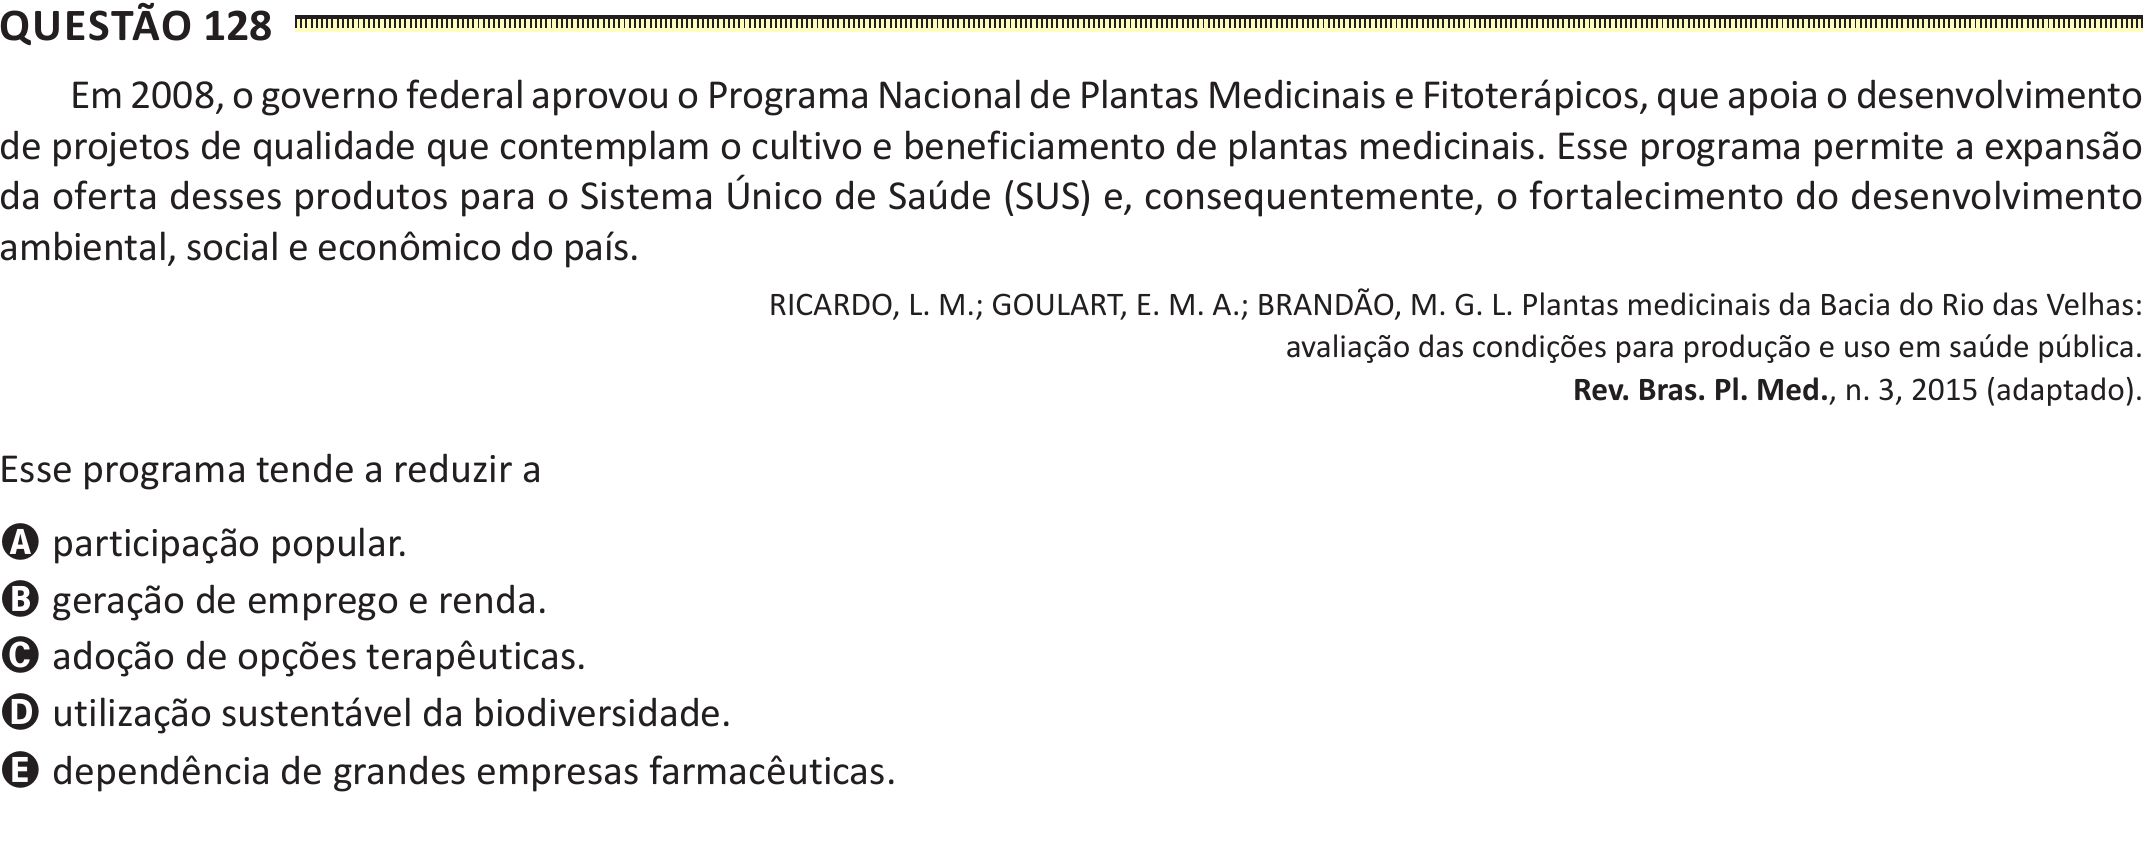 QUESTÃO 128
Em 2008, o governo federal aprovou o Programa Nacional de Plantas Medicinais e Fitoterápicos, que apoia o desenvolvimento
de projetos de qualidade que contemplam o cultivo e beneficiamento de plantas medicinais. Esse programa permite a expansão
da oferta desses produtos para o Sistema Único de Saúde (SUS) e, consequentemente, o fortalecimento do desenvolvimento
ambiental, social e econômico do país.
RICARDO, L. M.; GOULART, E. M. A.; BRANDÃO, M. G. L. Plantas medicinais da Bacia do Rio das Velhas:
avaliação das condições para produção e uso em saúde pública.
Rev. Bras. Pl. Med., n. 3, 2015 (adaptado).
Esse programa tende a reduzir a
A participação popular.
B geração de emprego e renda.
C adoção de opções terapêuticas.
D utilização sustentável da biodiversidade.
E dependência de grandes empresas farmacêuticas.